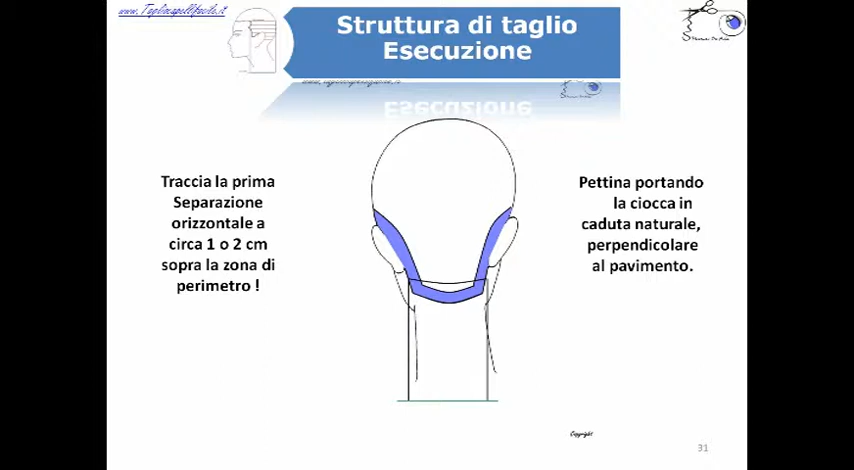 www.Tagliocapellifacile.it
Struttura di taglio
Esecuzione
Traccia la prima
Separazione
orizzontale a
circa 1 o 2 cm
sopra la zona di
perimetro !
Pettina portando
la ciocca in
caduta naturale,
perpendicolare
al pavimento.
Copyright
31